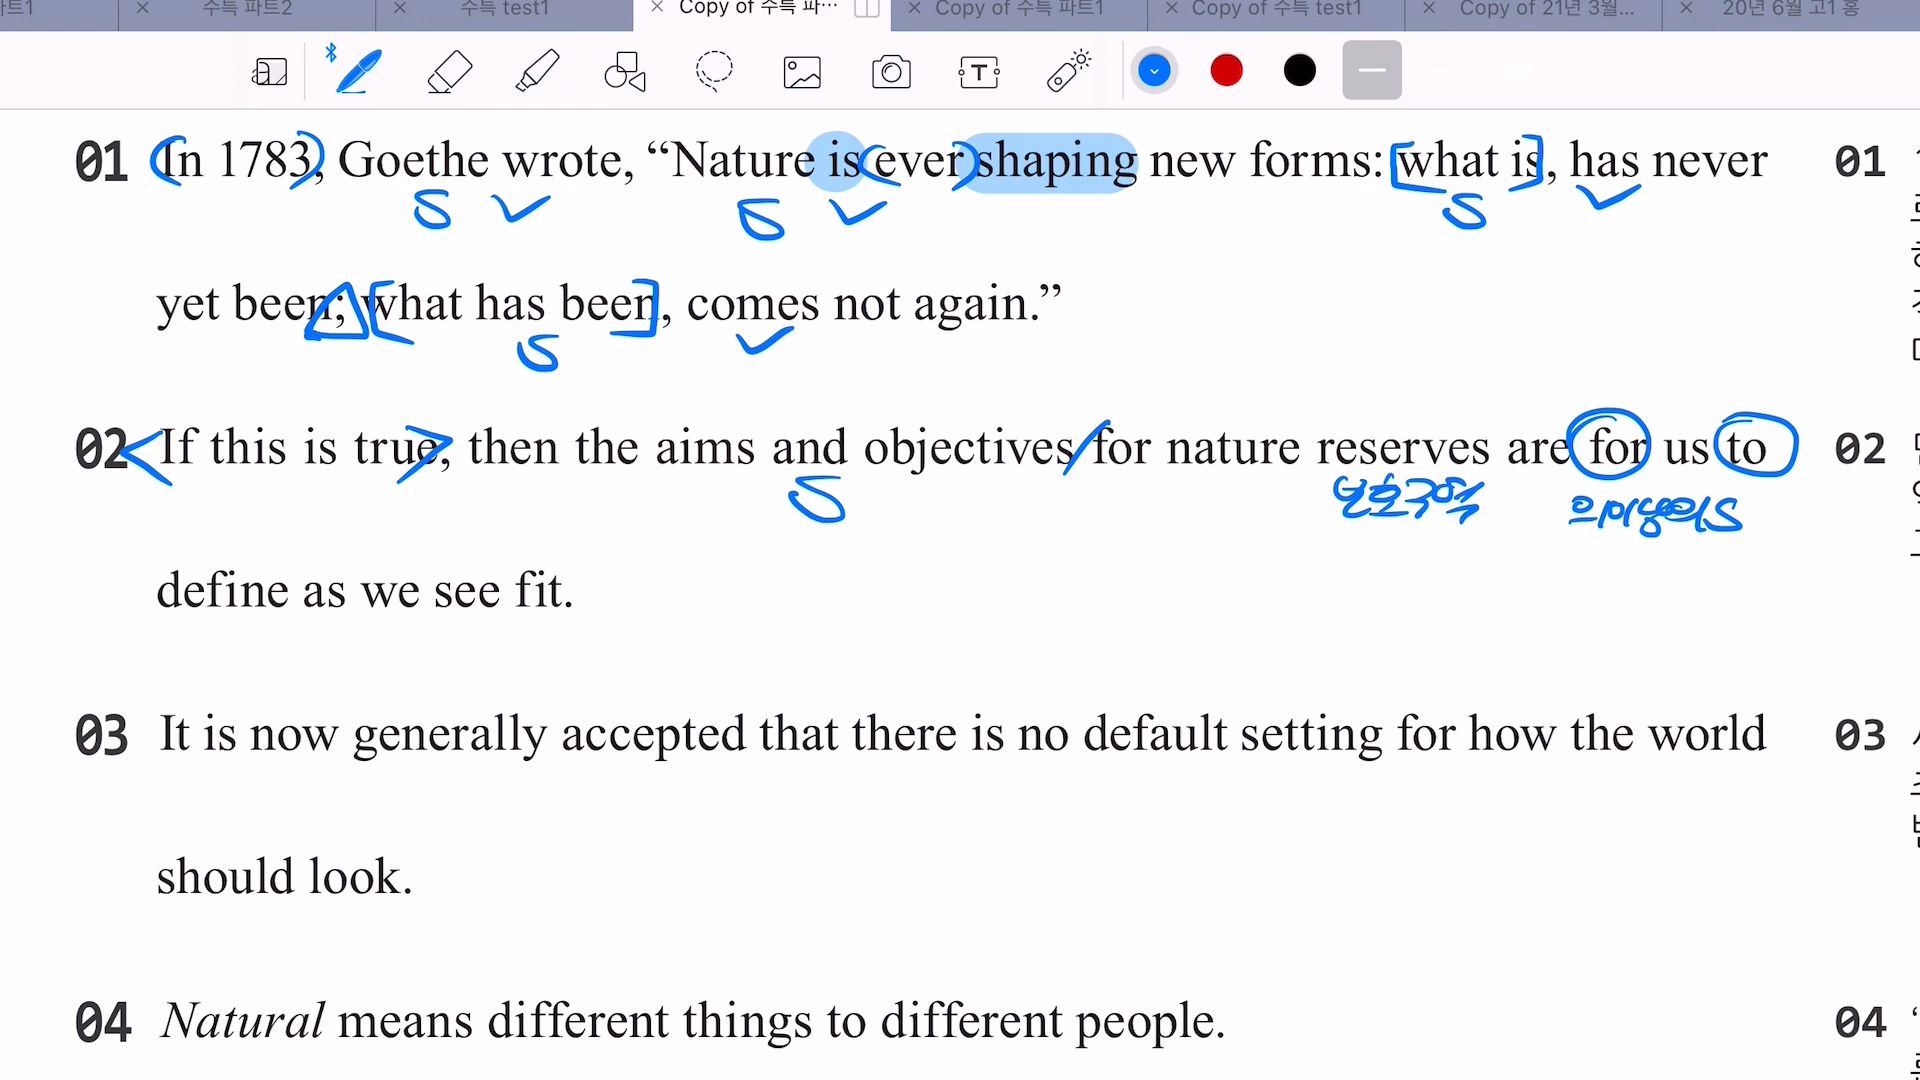 트1
× 수특 파트2
× 수특 test1
× Copy of 수특 파···
× Copy of 수특 파트1
× Copy of 수특 test1
× Copy of 21년 3월...
× 20년 6월 고1 홍
01 In 1783, Goethe wrote, “Nature is ever shaping new forms: what is, has never
S S S
yet been; what has been, comes not again.”
S
02 If this is true, then the aims and objectives for nature reserves are for us to
S 보호구역 의미상의S
define as we see fit.
03 It is now generally accepted that there is no default setting for how the world
should look.
04 Natural means different things to different people.
01
02
03
04